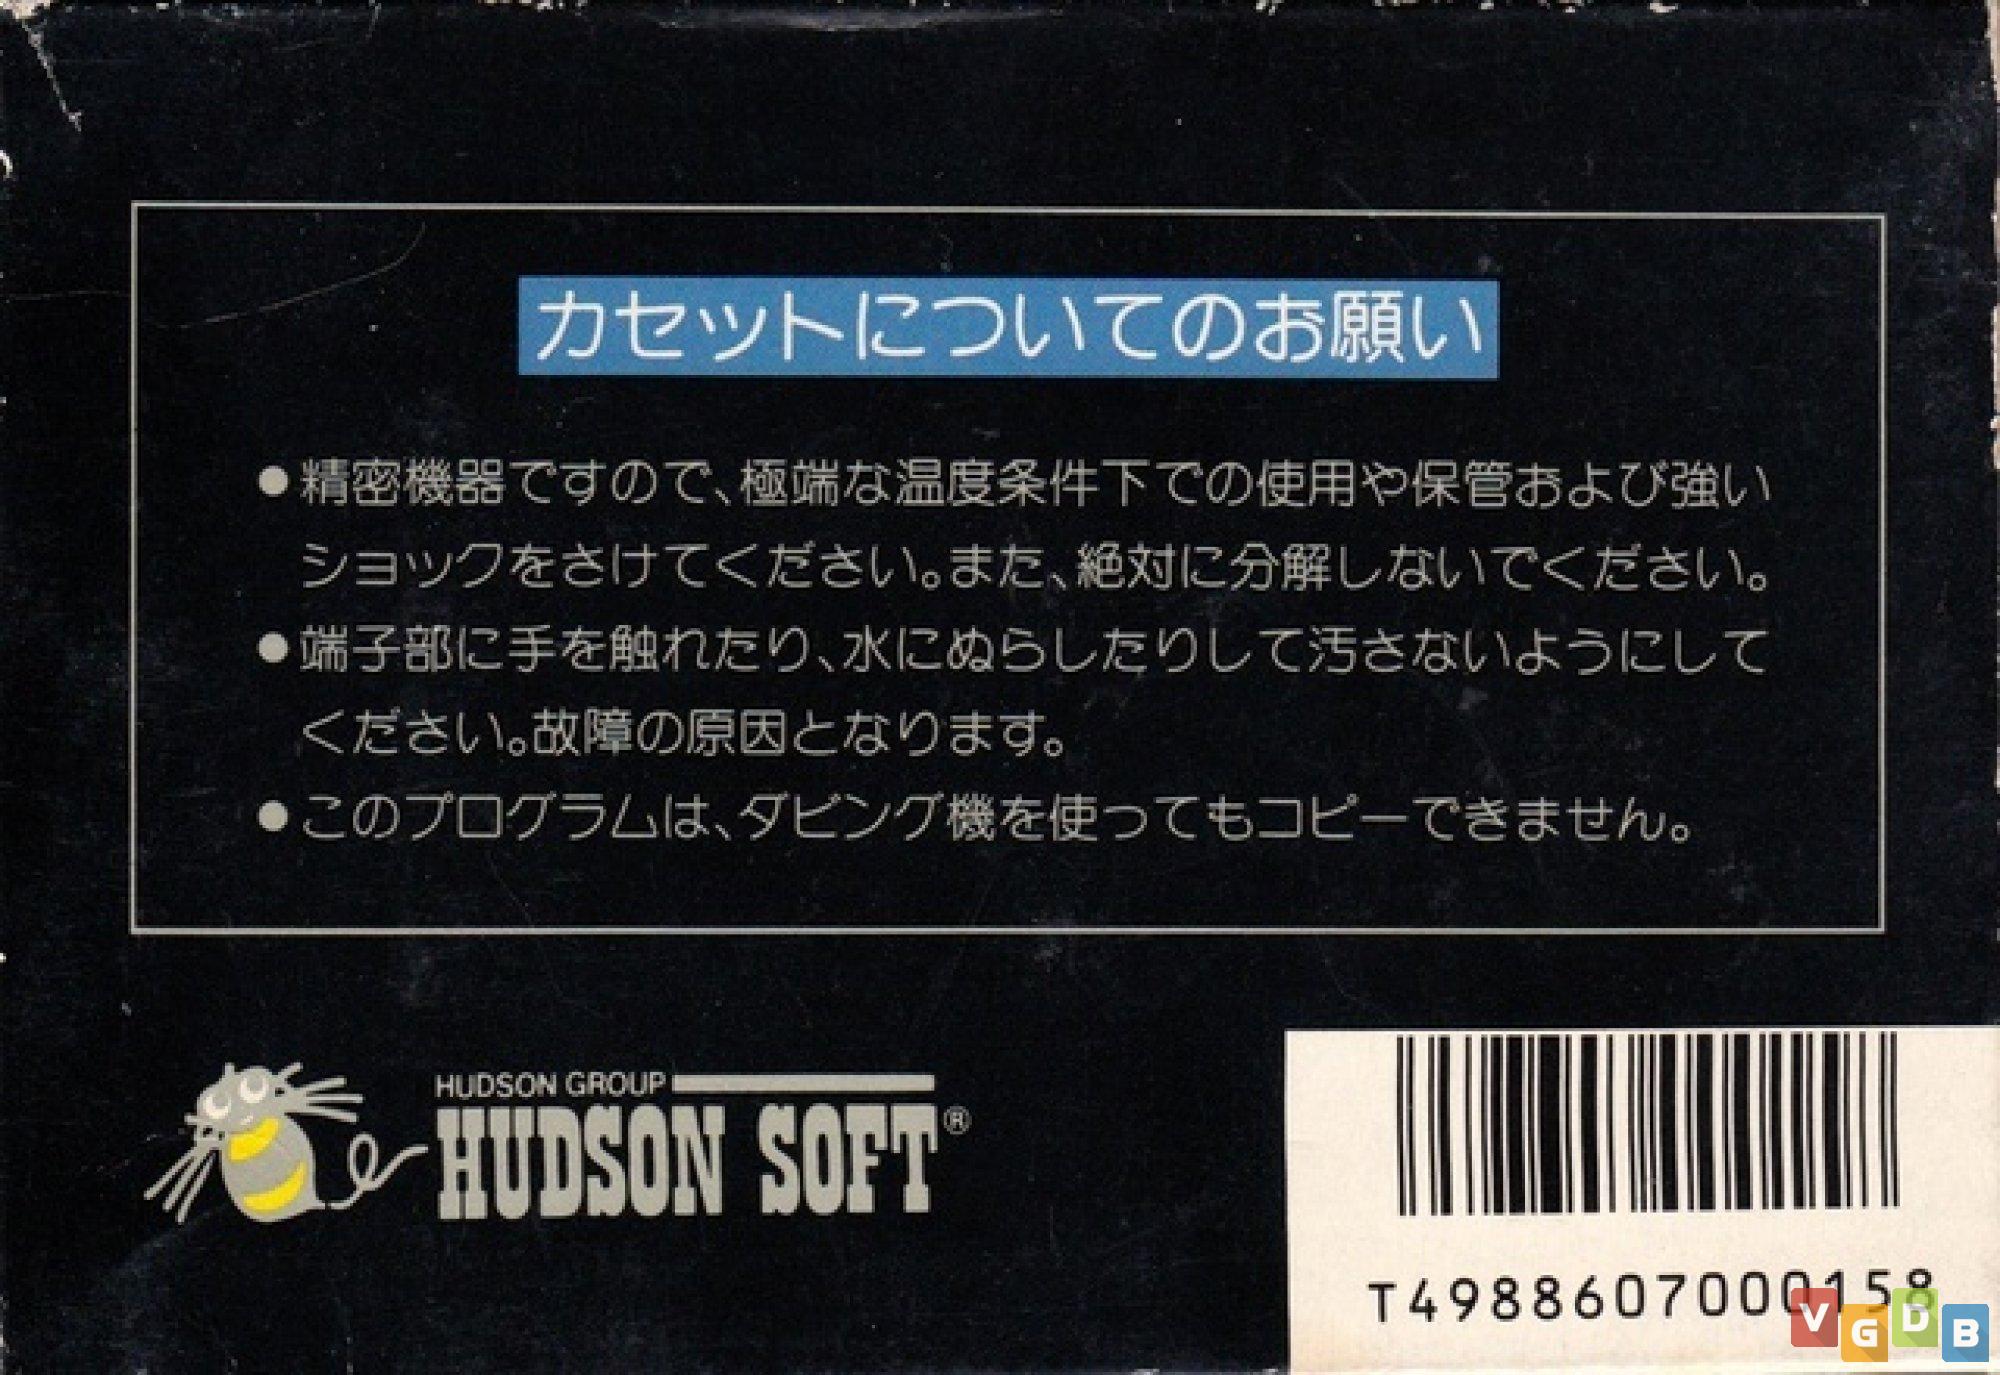 カセットについてのお願い
●精密機器ですので、極端な温度条件下での使用や保管および強い
ショックをさけてください。また、絶対に分解しないでください。
●端子部に手を触れたり、水にぬらしたりして汚さないようにして
ください。故障の原因となります。
●このプログラムは、ダビング機を使ってもコピーできません。
HUDSON GROUP
HUDSON SOFT®
T4988607000158
VGDB